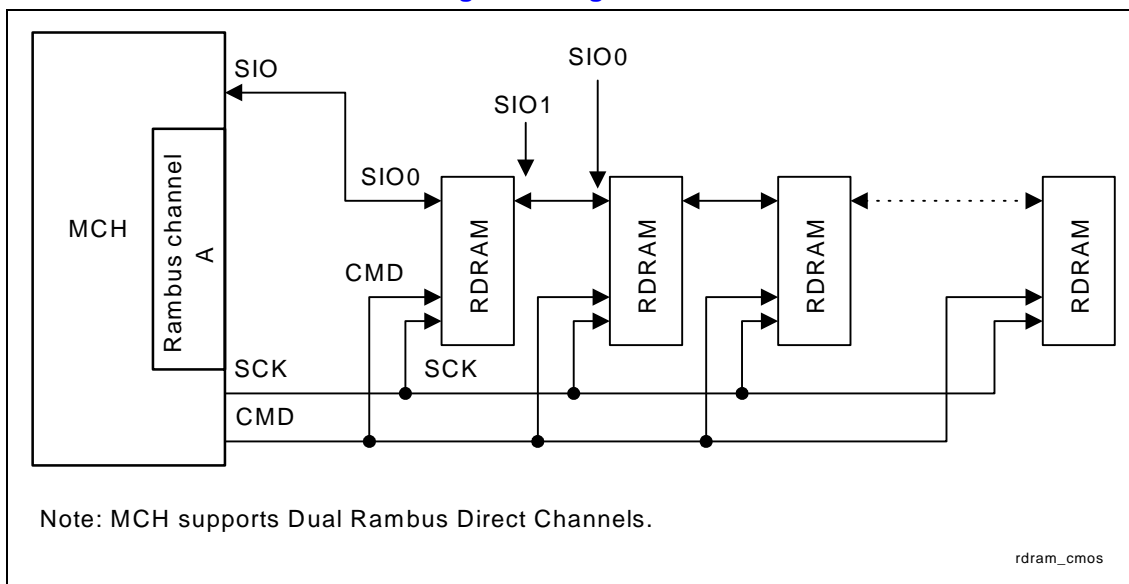 SIO
SIO0
SIO1
SIO0
MCH
Rambus channel
A
CMD
RDRAM
RDRAM
RDRAM
RDRAM
SCK
SCK
CMD
Note: MCH supports Dual Rambus Direct Channels.
rdram_cmos